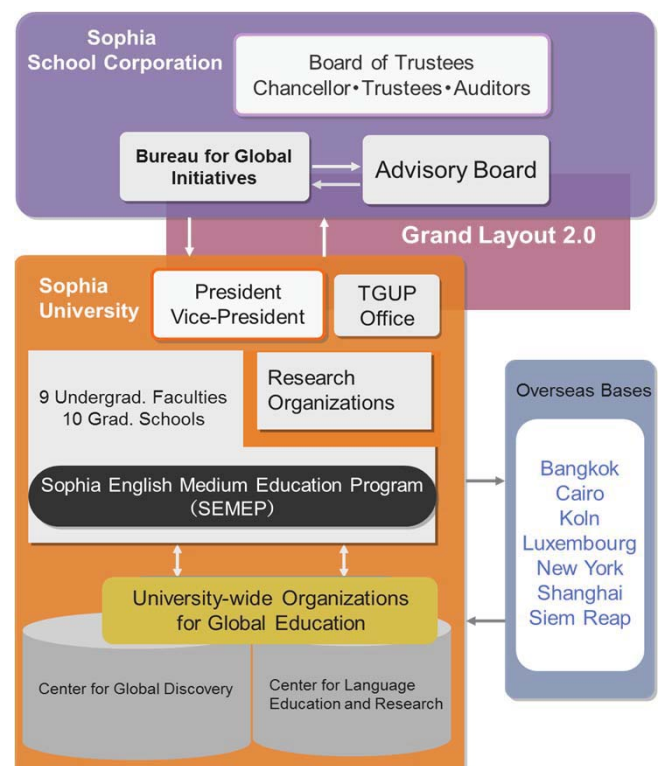 Sophia
School Corporation
Board of Trustees
Chancellor・Trustees・Auditors
Bureau for Global
Initiatives
Advisory Board
Grand Layout 2.0
Sophia
University
President
Vice-President
TGUP
Office
9 Undergrad. Faculties
10 Grad. Schools
Research
Organizations
Sophia English Medium Education Program
（SEMEP）
University-wide Organizations
for Global Education
Center for Global Discovery
Center for Language
Education and Research
Overseas Bases
Bangkok
Cairo
Koln
Luxembourg
New York
Shanghai
Siem Reap